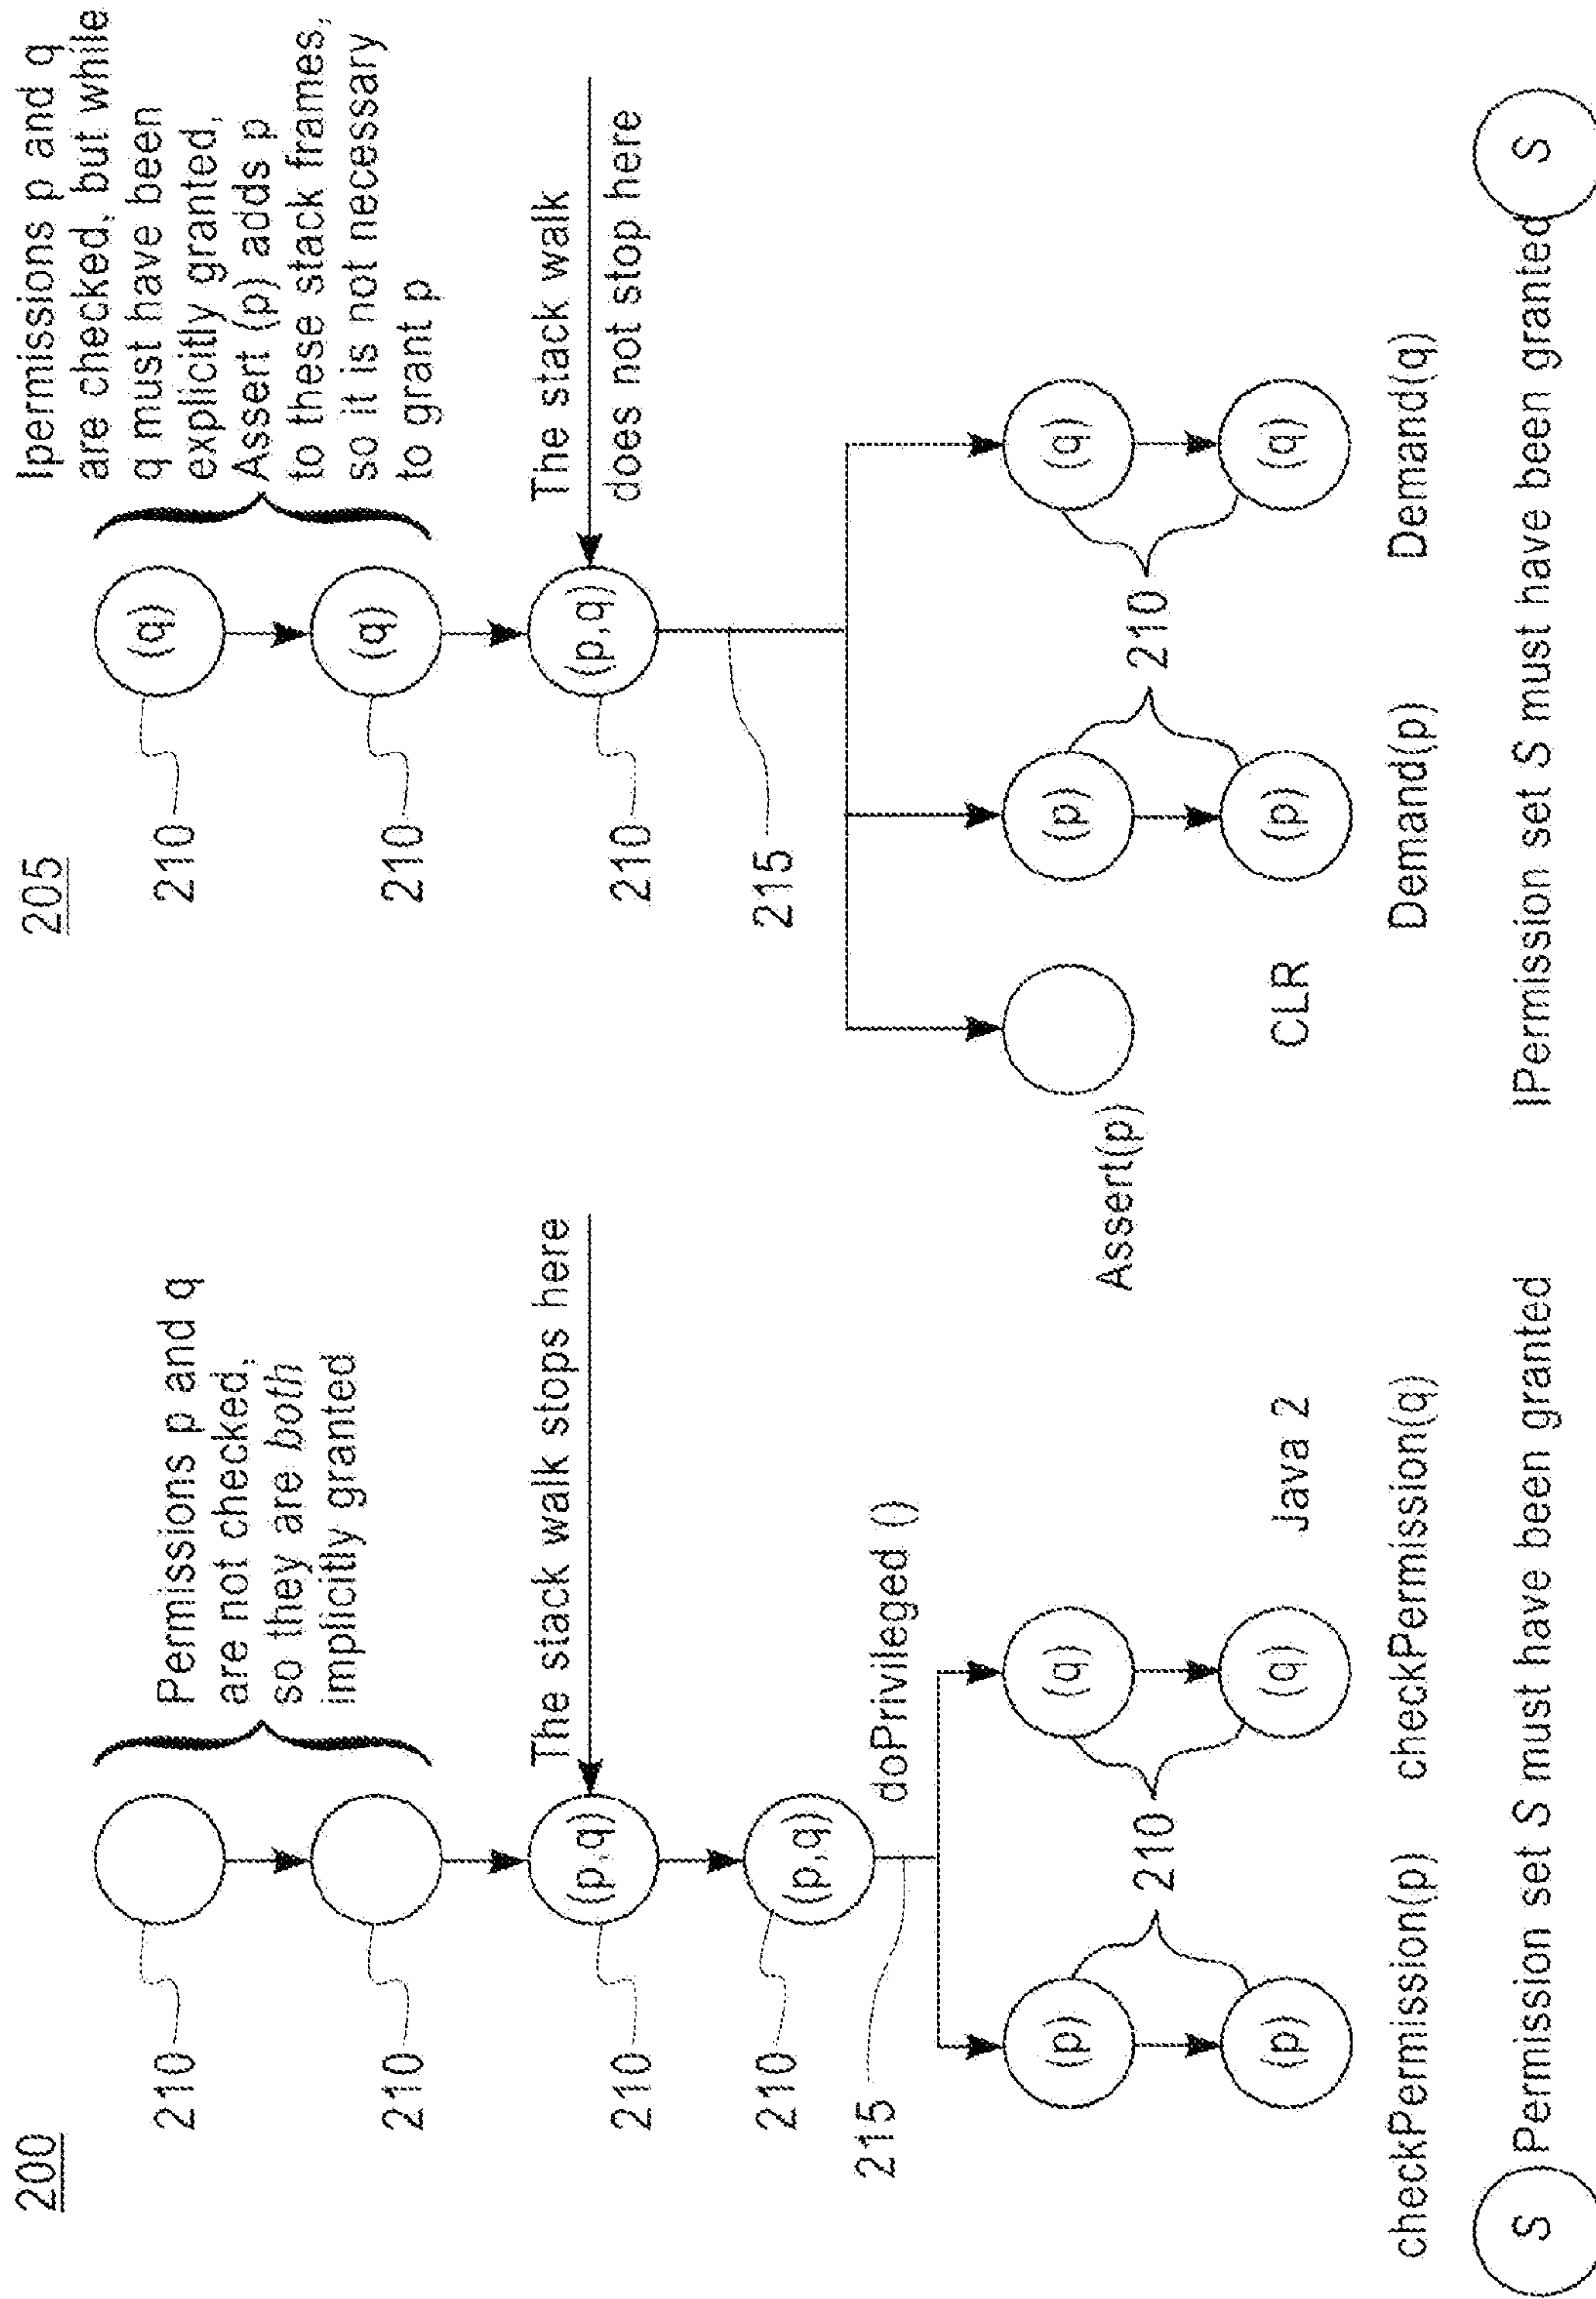 200
Permissions p and q
are not checked,
so they are both
implicitly granted
210
210
The stack walk stops here
210
(p,q)
210
(p,q)
215
doPrivileged ()
(p)
(q)
210
(p)
(q)
Java 2
checkPermission(p)
checkPermission(q)
S
|Permission set S must have been granted
205
Ipermissions p and q
are checked, but while
q must have been
explicitly granted,
Assert (p) adds p
to these stack frames,
so it is not necessary
to grant p
210
(q)
210
(q)
The stack walk
does not stop here
210
(p,q)
215
Assert(p)
(p)
(q)
210
CLR
(p)
(q)
Demand(p)
Demand(q)
IPermission set S must have been granted
S